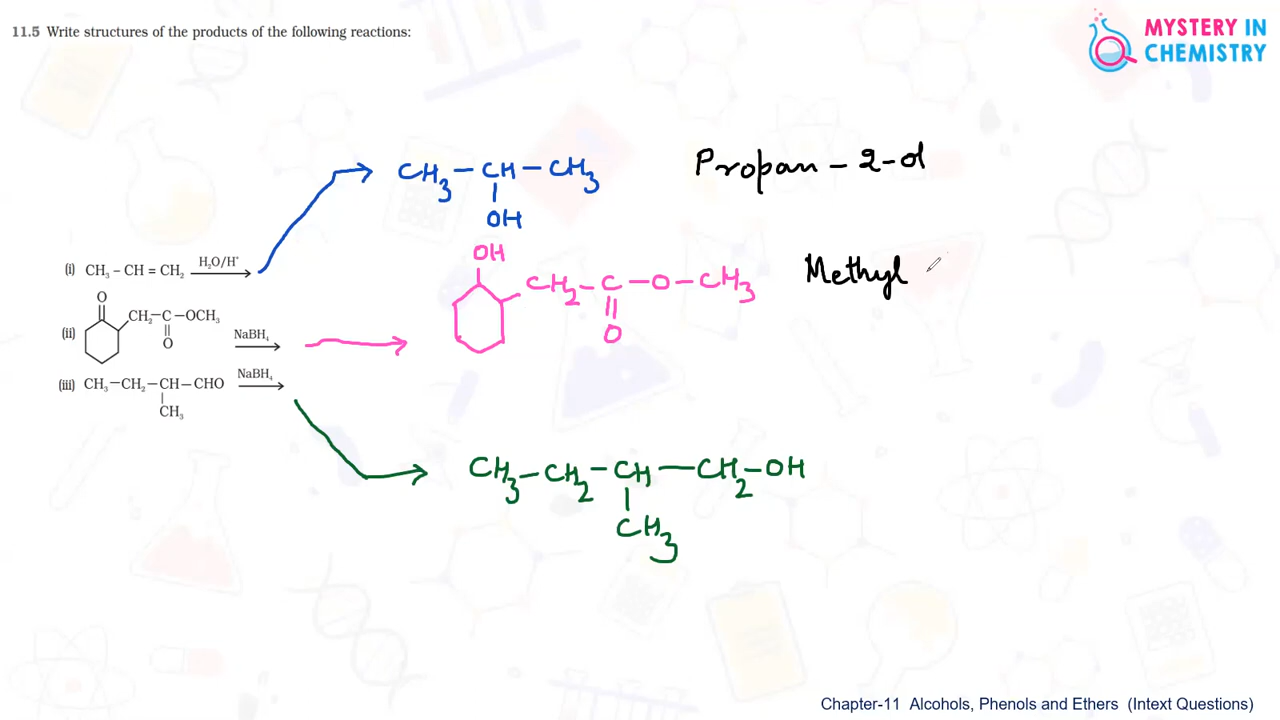 11.5 Write structures of the products of the following reactions:
MYSTERY IN
CHEMISTRY
CH₃ – CH – CH₃
|
OH
Propan – 2 – ol
(i) CH₃ – CH = CH₂ H₂O/H⁺
OH
CH₂ – C – O – CH₃
||
O
Methyl
O
||
(ii) CH₂ – C – OCH₃ NaBH₄
||
O
(iii) CH₃ – CH₂ – CH – CHO NaBH₄
|
CH₃
CH₃ – CH₂ – CH – CH₂ – OH
|
CH₃
Chapter-11 Alcohols, Phenols and Ethers (Intext Questions)